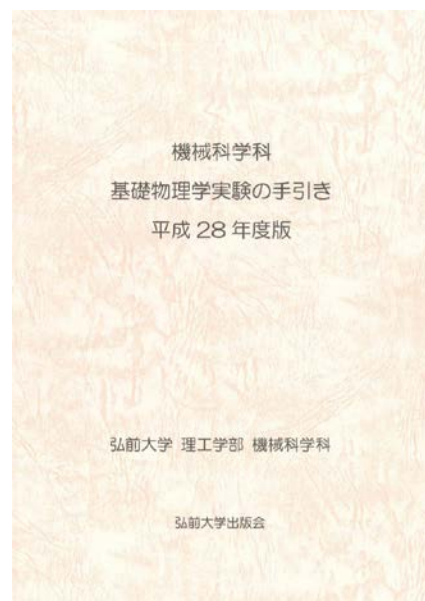 機械科学科
基礎物理学実験の手引き
平成 28 年度版
弘前大学 理工学部 機械科学科
弘前大学出版会